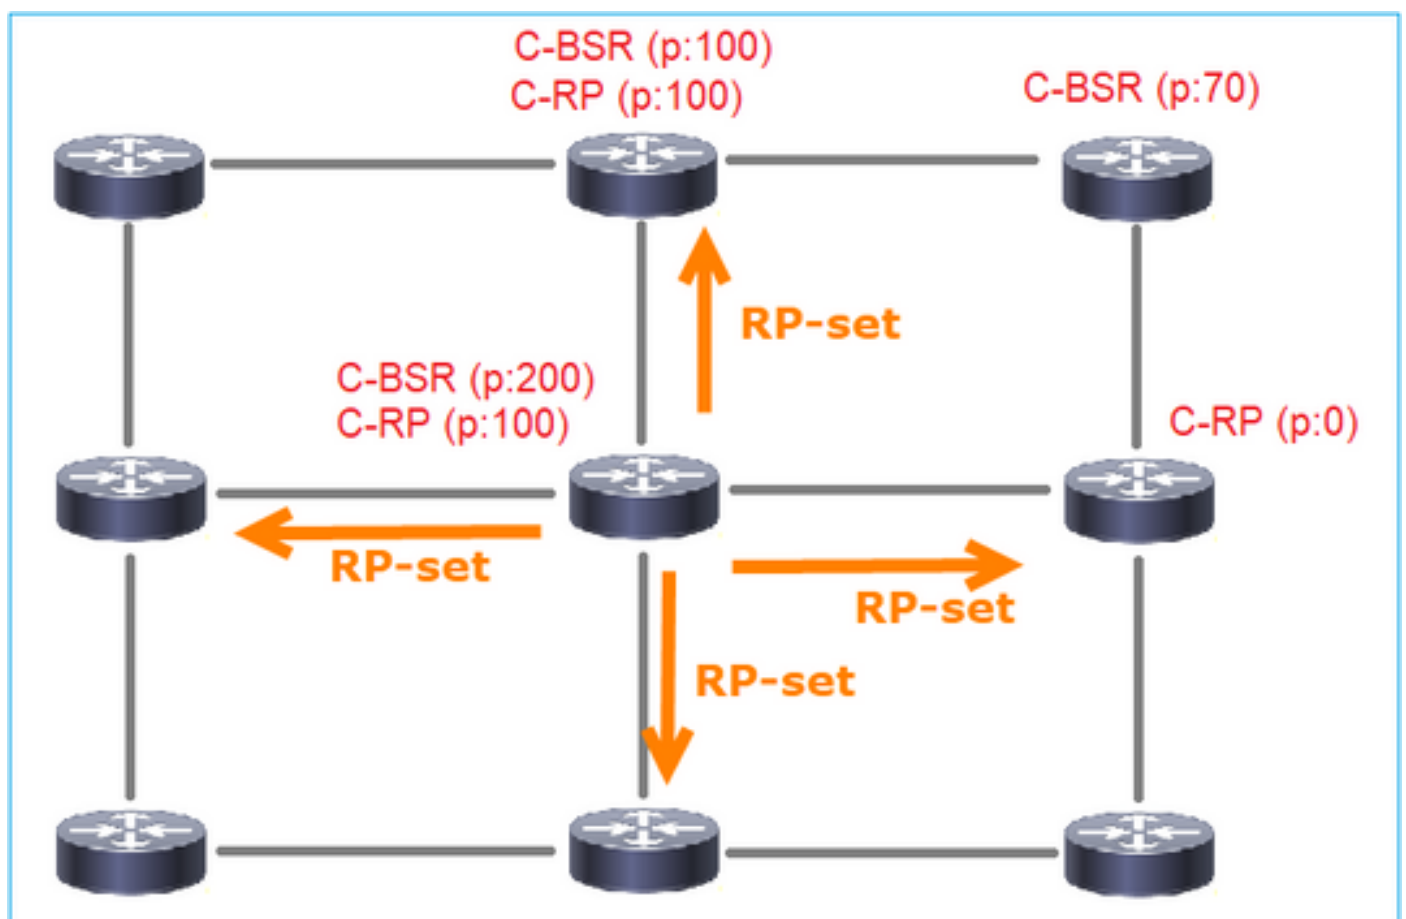 C-BSR (p:100)
C-RP (p:100)
C-BSR (p:70)
RP-set
C-BSR (p:200)
C-RP (p:100)
C-RP (p:0)
RP-set
RP-set
RP-set